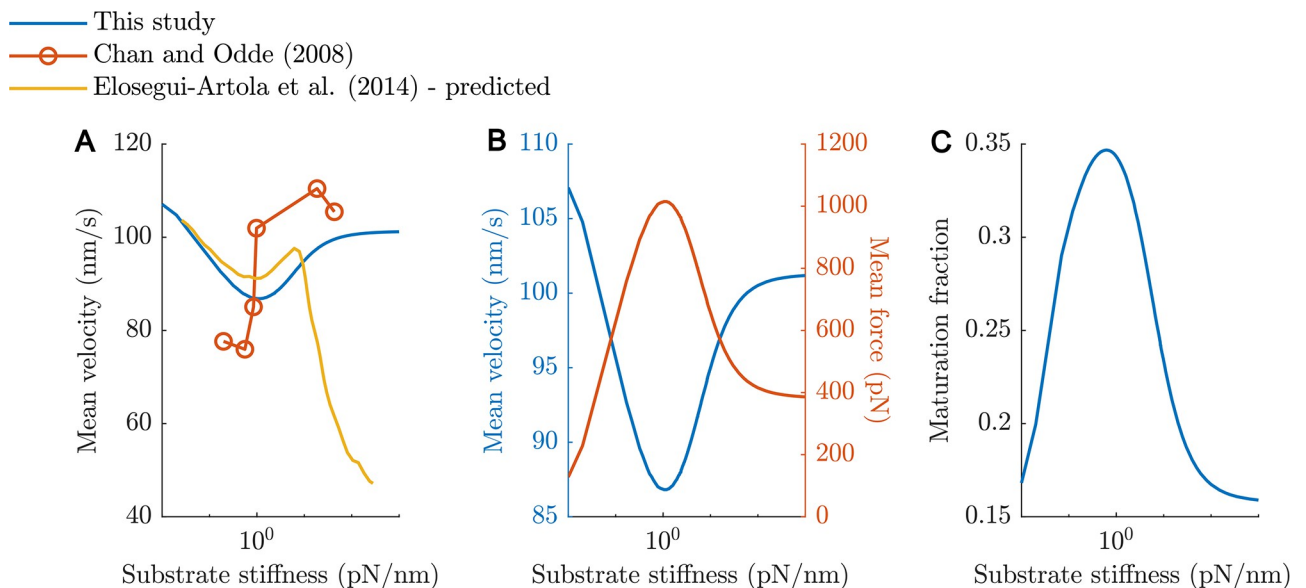 This study
Chan and Odde (2008)
Elosegui-Artola et al. (2014) - predicted
A
120
100
80
60
40
Mean velocity (nm/s)
10⁰
Substrate stiffness (pN/nm)
B
110
105
100
95
90
85
Mean velocity (nm/s)
1200
1000
800
600
400
200
0
Mean force (pN)
10⁰
Substrate stiffness (pN/nm)
C
0.35
0.3
0.25
0.2
0.15
Maturation fraction
10⁰
Substrate stiffness (pN/nm)